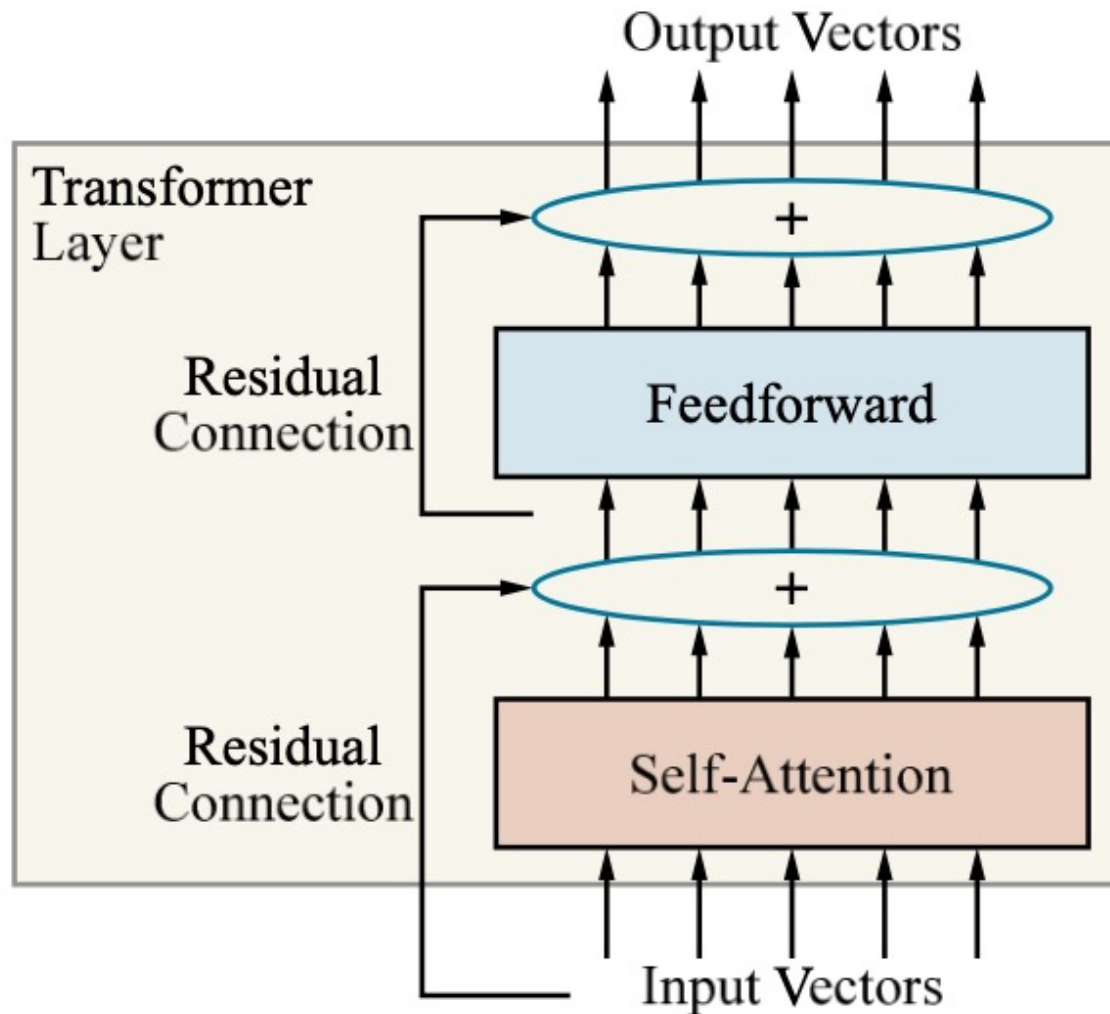 Output Vectors
Transformer
Layer
+
Residual
Connection
Feedforward
+
Residual
Connection
Self-Attention
Input Vectors